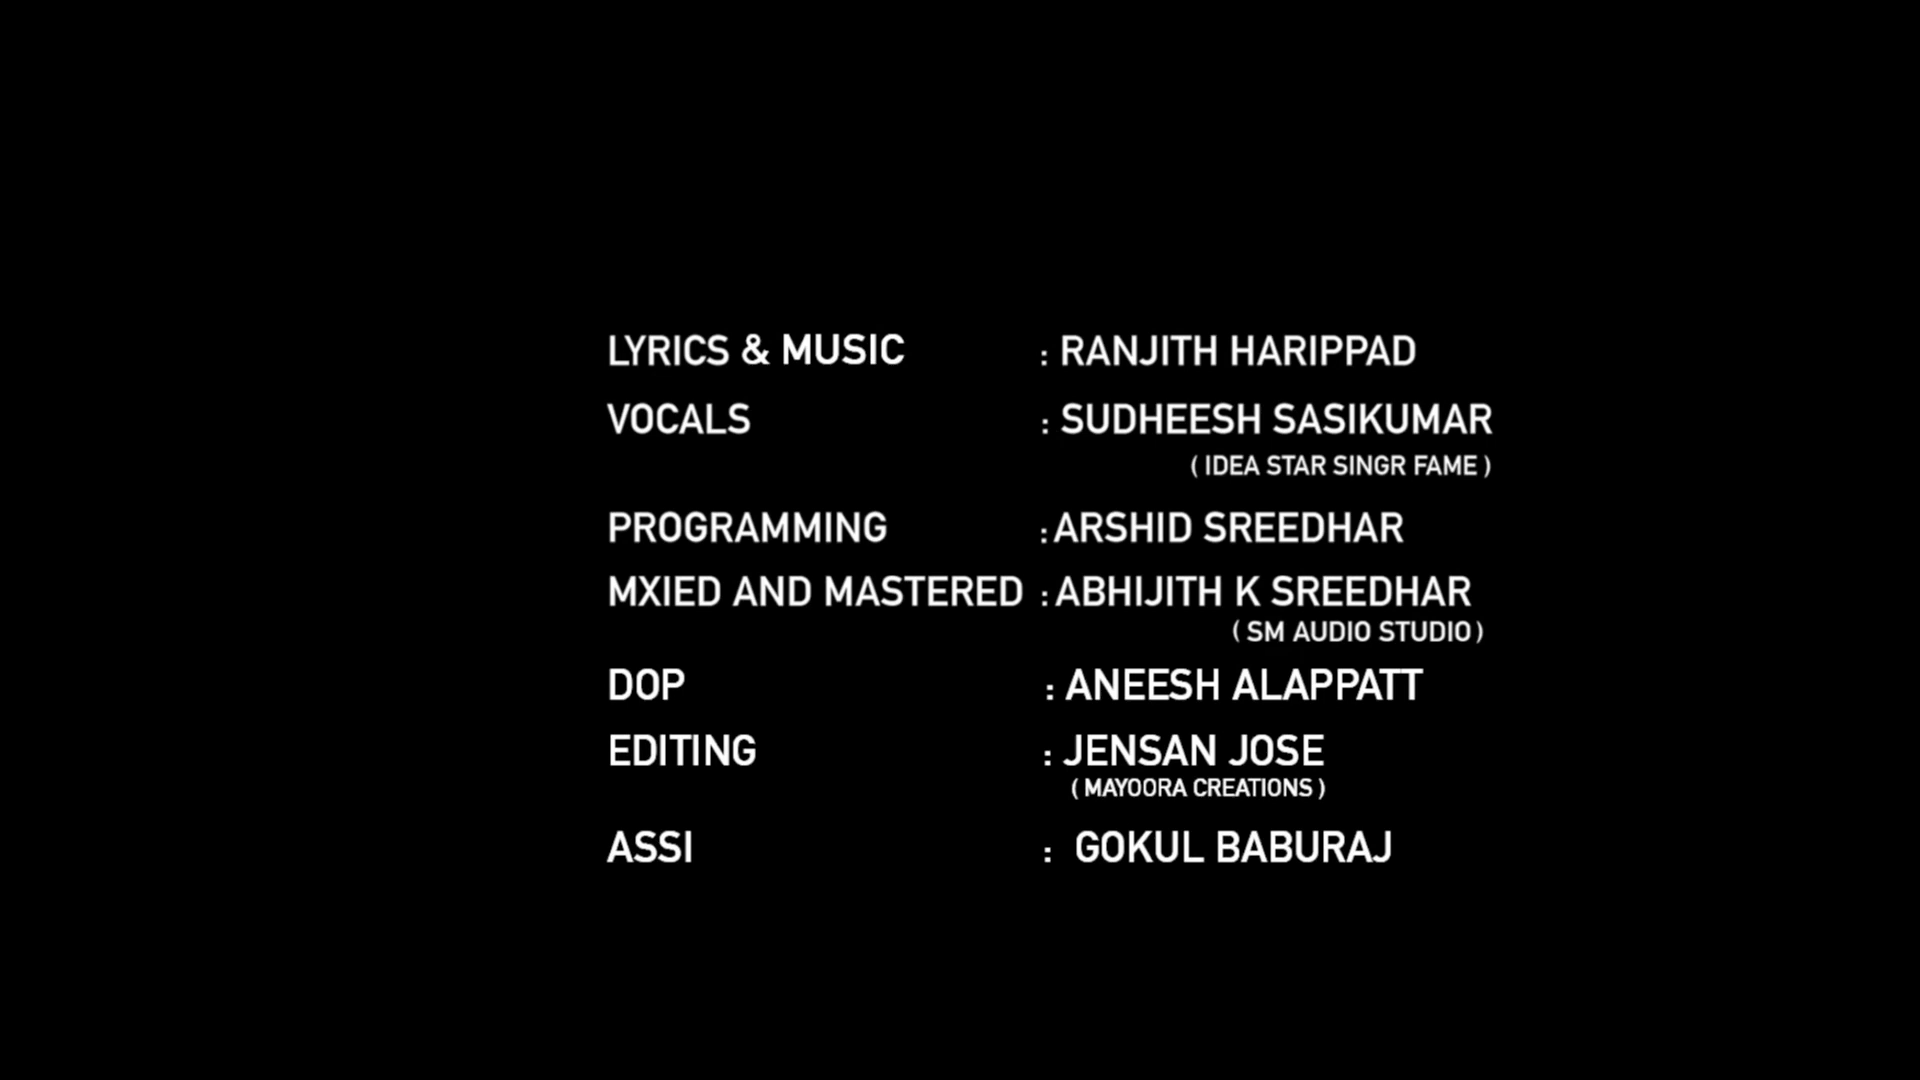 LYRICS & MUSIC : RANJITH HARIPPAD
VOCALS : SUDHEESH SASIKUMAR
( IDEA STAR SINGR FAME )
PROGRAMMING : ARSHID SREEDHAR
MXIED AND MASTERED : ABHIJITH K SREEDHAR
( SM AUDIO STUDIO )
DOP : ANEESH ALAPPATT
EDITING : JENSAN JOSE
( MAYOORA CREATIONS )
ASSI : GOKUL BABURAJ